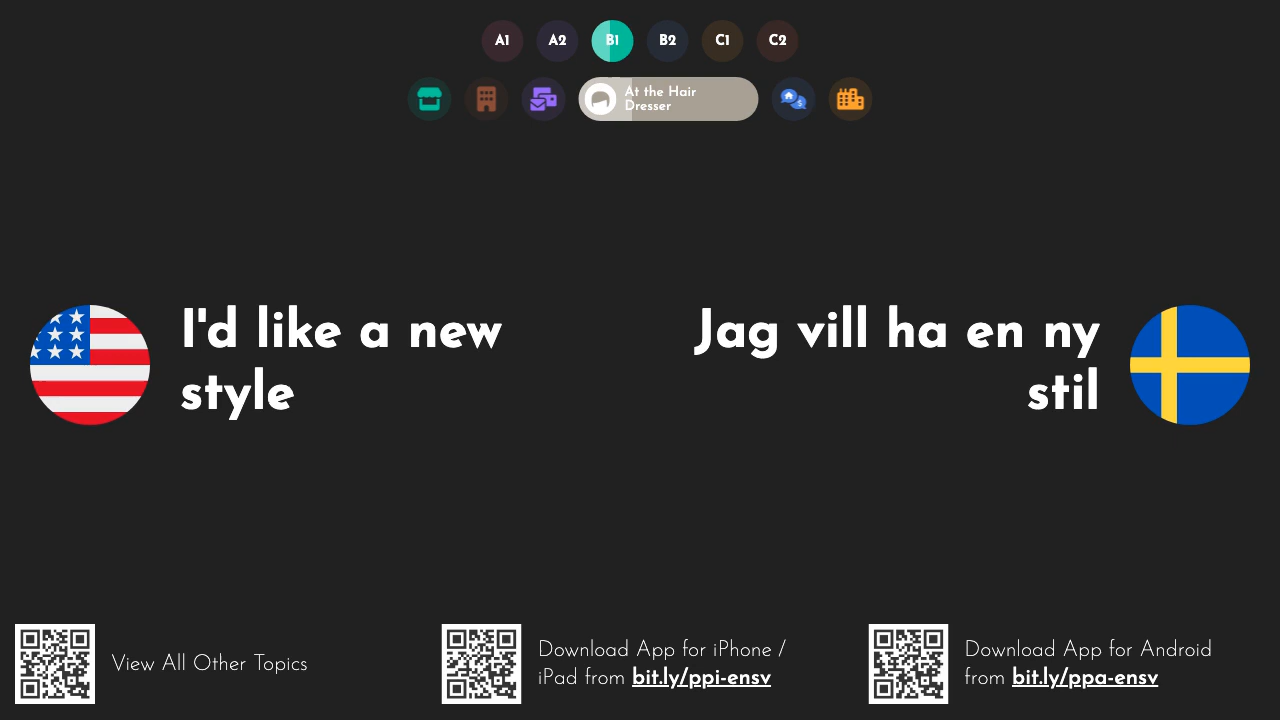 A1 A2 B1 B2 C1 C2
At the Hair
Dresser
I'd like a new
style
Jag vill ha en ny
stil
View All Other Topics
Download App for iPhone /
iPad from bit.ly/ppi-ensv
Download App for Android
from bit.ly/ppa-ensv